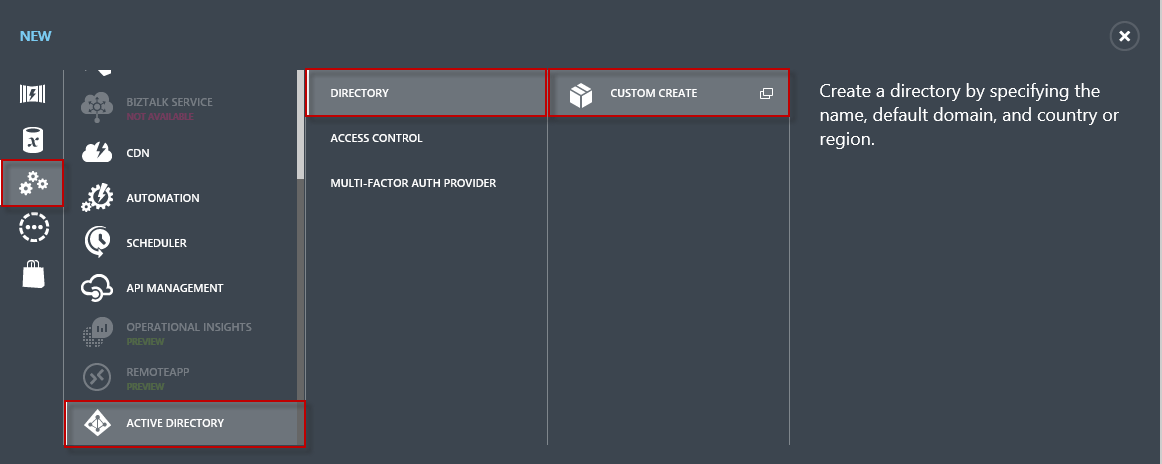 NEW
BIZTALK SERVICE
NOT AVAILABLE
CDN
AUTOMATION
SCHEDULER
API MANAGEMENT
OPERATIONAL INSIGHTS
PREVIEW
REMOTEAPP
PREVIEW
ACTIVE DIRECTORY
DIRECTORY
ACCESS CONTROL
MULTI-FACTOR AUTH PROVIDER
CUSTOM CREATE
Create a directory by specifying the
name, default domain, and country or
region.